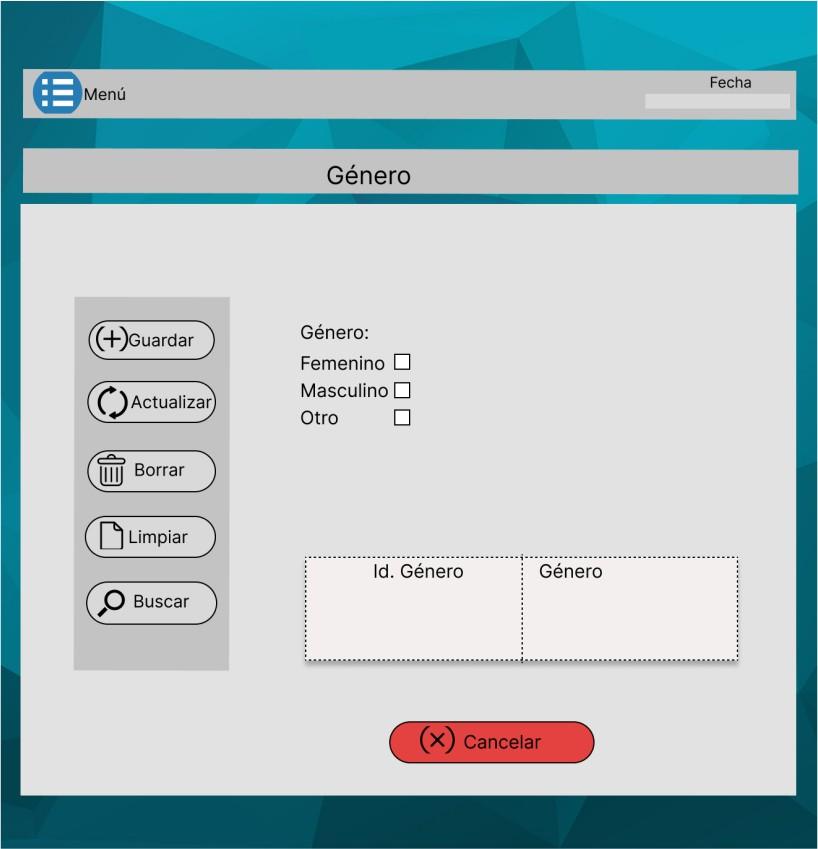 Menú
Fecha
Género
Guardar
Actualizar
Borrar
Limpiar
Buscar
Género:
Femenino
Masculino
Otro
Id. Género
Género
Cancelar